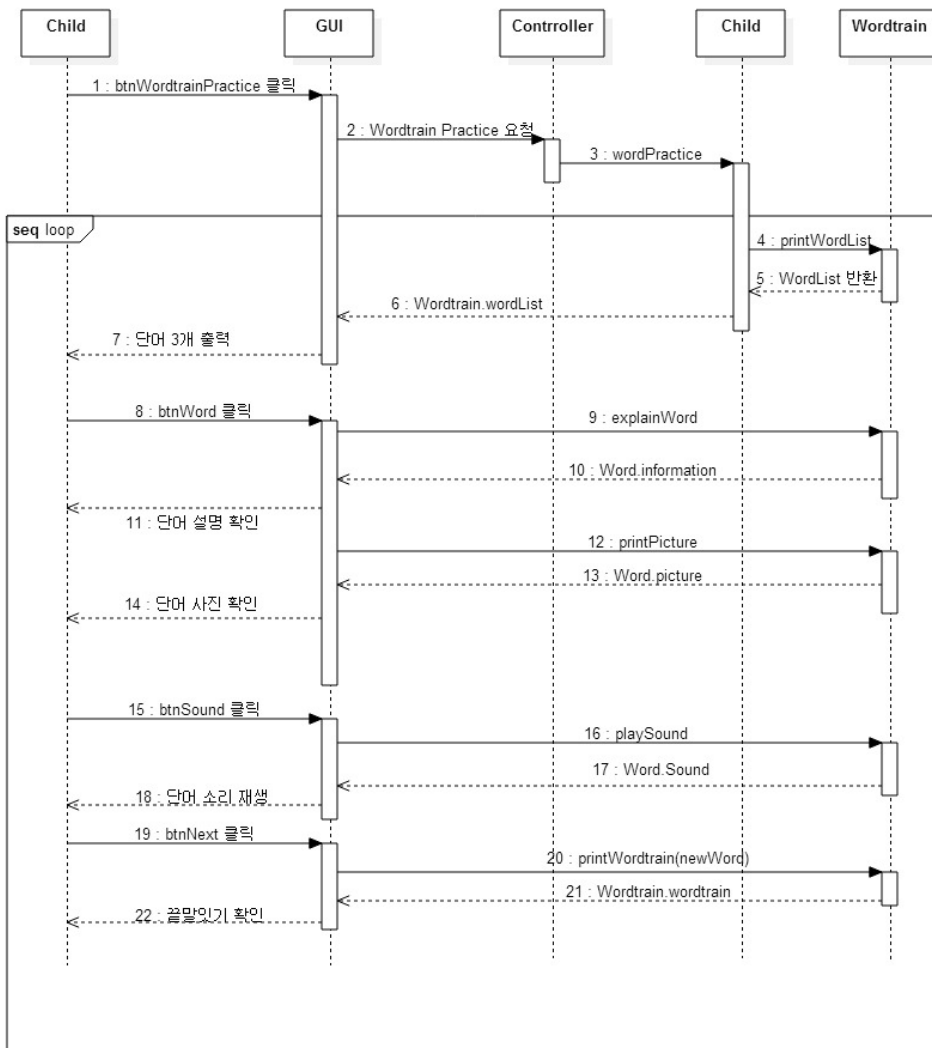 Child
GUI
Contrroller
Child
Wordtrain
1 : btnWordtrainPractice 클릭
2 : Wordtrain Practice 요청
3 : wordPractice
seq loop
4 : printWordList
5 : WordList 반환
6 : Wordtrain.wordList
7 : 단어 3개 출력
8 : btnWord 클릭
9 : explainWord
10 : Word.information
11 : 단어 설명 확인
12 : printPicture
13 : Word.picture
14 : 단어 사진 확인
15 : btnSound 클릭
16 : playSound
17 : Word.Sound
18 : 단어 소리 재생
19 : btnNext 클릭
20 : printWordtrain(newWord)
21 : Wordtrain.wordtrain
22 : 끝말잇기 확인